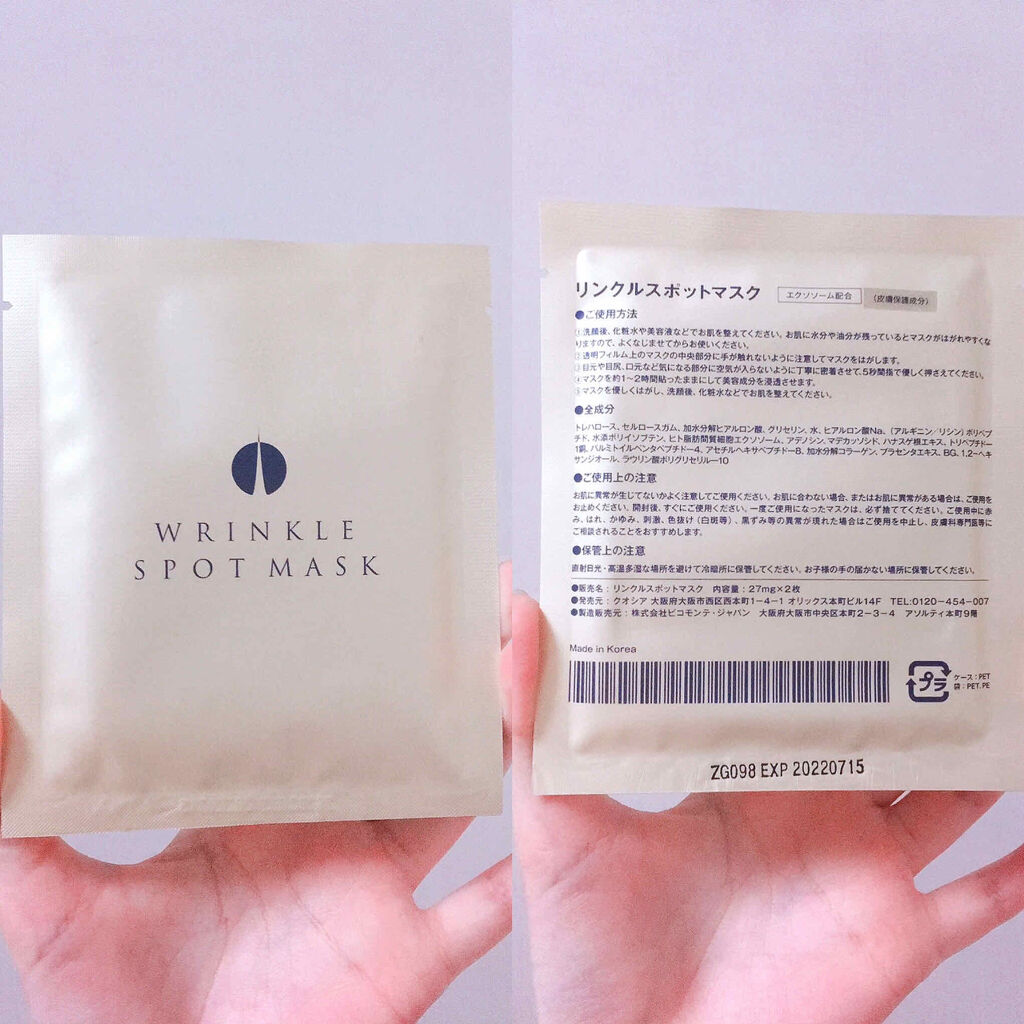 WRINKLE
SPOT MASK
リンクルスポットマスク エクソソーム配合 (皮膚保護成分)
●ご使用方法
①洗顔後、化粧水や美容液などでお肌を整えてください。お肌に水分や油分が残っているとマスクがはがれやすくな
りますので、よくなじませてからお使いください。
②透明フィルム上のマスクの中央部分に手が触れないように注意してマスクをはがします。
③目元や目尻、口元など気になる部分に空気が入らないように丁寧に密着させて、5秒間指で優しく押さえてください。
④マスクを約1~2時間貼ったままにして美容成分を浸透させます。
⑤マスクを優しくはがし、洗顔後、化粧水などでお肌を整えてください。
●全成分
トレハロース、セルロースガム、加水分解ヒアルロン酸、グリセリン、水、ヒアルロン酸Na、(アルギニン/リシン)ポリペプ
チド、水添ポリイソブテン、ヒト脂肪間質細胞エクソソーム、アデノシン、マデカッソシド、ハナスゲ根エキス、トリペプチド-
1銅、パルミトイルペンタペプチド-4、アセチルヘキサペプチド-8、加水分解コラーゲン、プラセンタエキス、BG、1,2-ヘキ
サンジオール、ラウリン酸ポリグリセリル-10
●ご使用上の注意
お肌に異常が生じてないかよく注意してご使用ください。お肌に合わない場合、またはお肌に異常がある場合は、ご使用を
お止めください。開封後、すぐにご使用ください。一度ご使用になったマスクは、必ず捨ててください。ご使用中に赤
み、はれ、かゆみ、刺激、色抜け(白斑等)、黒ずみ等の異常が現れた場合はご使用を中止し、皮膚科専門医等に
ご相談されることをおすすめします。
●保管上の注意
直射日光・高温多湿な場所を避けて冷暗所に保管してください。お子様の手の届かない場所に保管してください。
●販売名：リンクルスポットマスク 内容量：27mg×2枚
●発売元：クオシア 大阪府大阪市西区西本町1-4-1 オリックス本町ビル14F TEL:0120-454-007
●製造販売元：株式会社ピコモンテ・ジャパン 大阪府大阪市中央区本町2-3-4 アソルティ本町9階
Made in Korea
プラ
ケース：PET
袋：PET, PE
ZG098 EXP 20220715